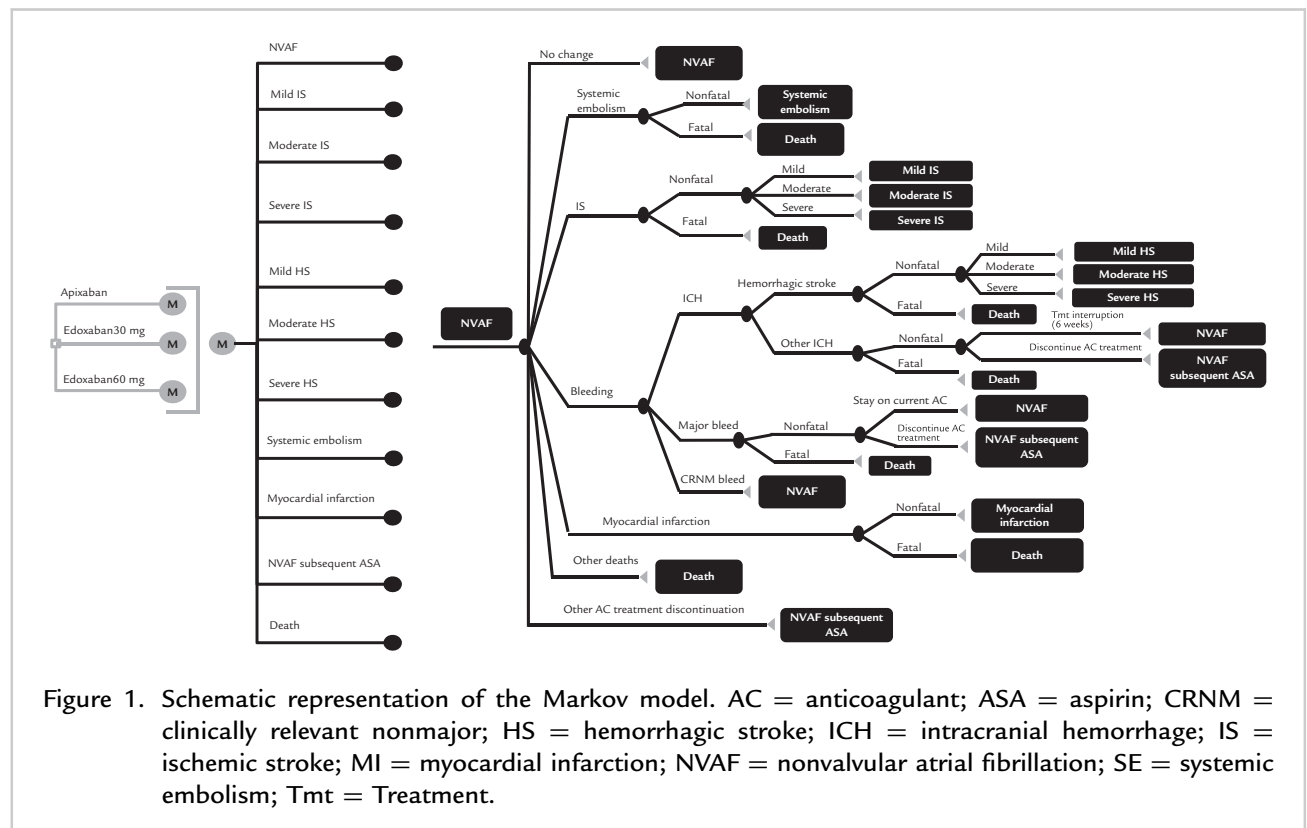 Apixaban
M
Edoxaban30 mg
M
Edoxaban60 mg
M
M
NVAF
Mild IS
Moderate IS
Severe IS
Mild HS
Moderate HS
Severe HS
Systemic embolism
Myocardial infarction
NVAF subsequent ASA
Death
NVAF
No change
NVAF
Systemic
embolism
Nonfatal
Systemic
embolism
Fatal
Death
IS
Nonfatal
Mild
Mild IS
Moderate
Moderate IS
Severe
Severe IS
Fatal
Death
Bleeding
ICH
Hemorrhagic stroke
Nonfatal
Mild
Mild HS
Moderate
Moderate HS
Severe
Severe HS
Fatal
Death
Other ICH
Nonfatal
Tmt interruption
(6 weeks)
NVAF
Discontinue AC treatment
NVAF
subsequent ASA
Fatal
Death
Major bleed
Nonfatal
Stay on current AC
NVAF
Discontinue AC
treatment
NVAF subsequent
ASA
Fatal
Death
CRNM bleed
NVAF
Myocardial infarction
Nonfatal
Myocardial
infarction
Fatal
Death
Other deaths
Death
Other AC treatment discontinuation
NVAF subsequent
ASA
Figure 1. Schematic representation of the Markov model. AC = anticoagulant; ASA = aspirin; CRNM =
clinically relevant nonmajor; HS = hemorrhagic stroke; ICH = intracranial hemorrhage; IS =
ischemic stroke; MI = myocardial infarction; NVAF = nonvalvular atrial fibrillation; SE = systemic
embolism; Tmt = Treatment.